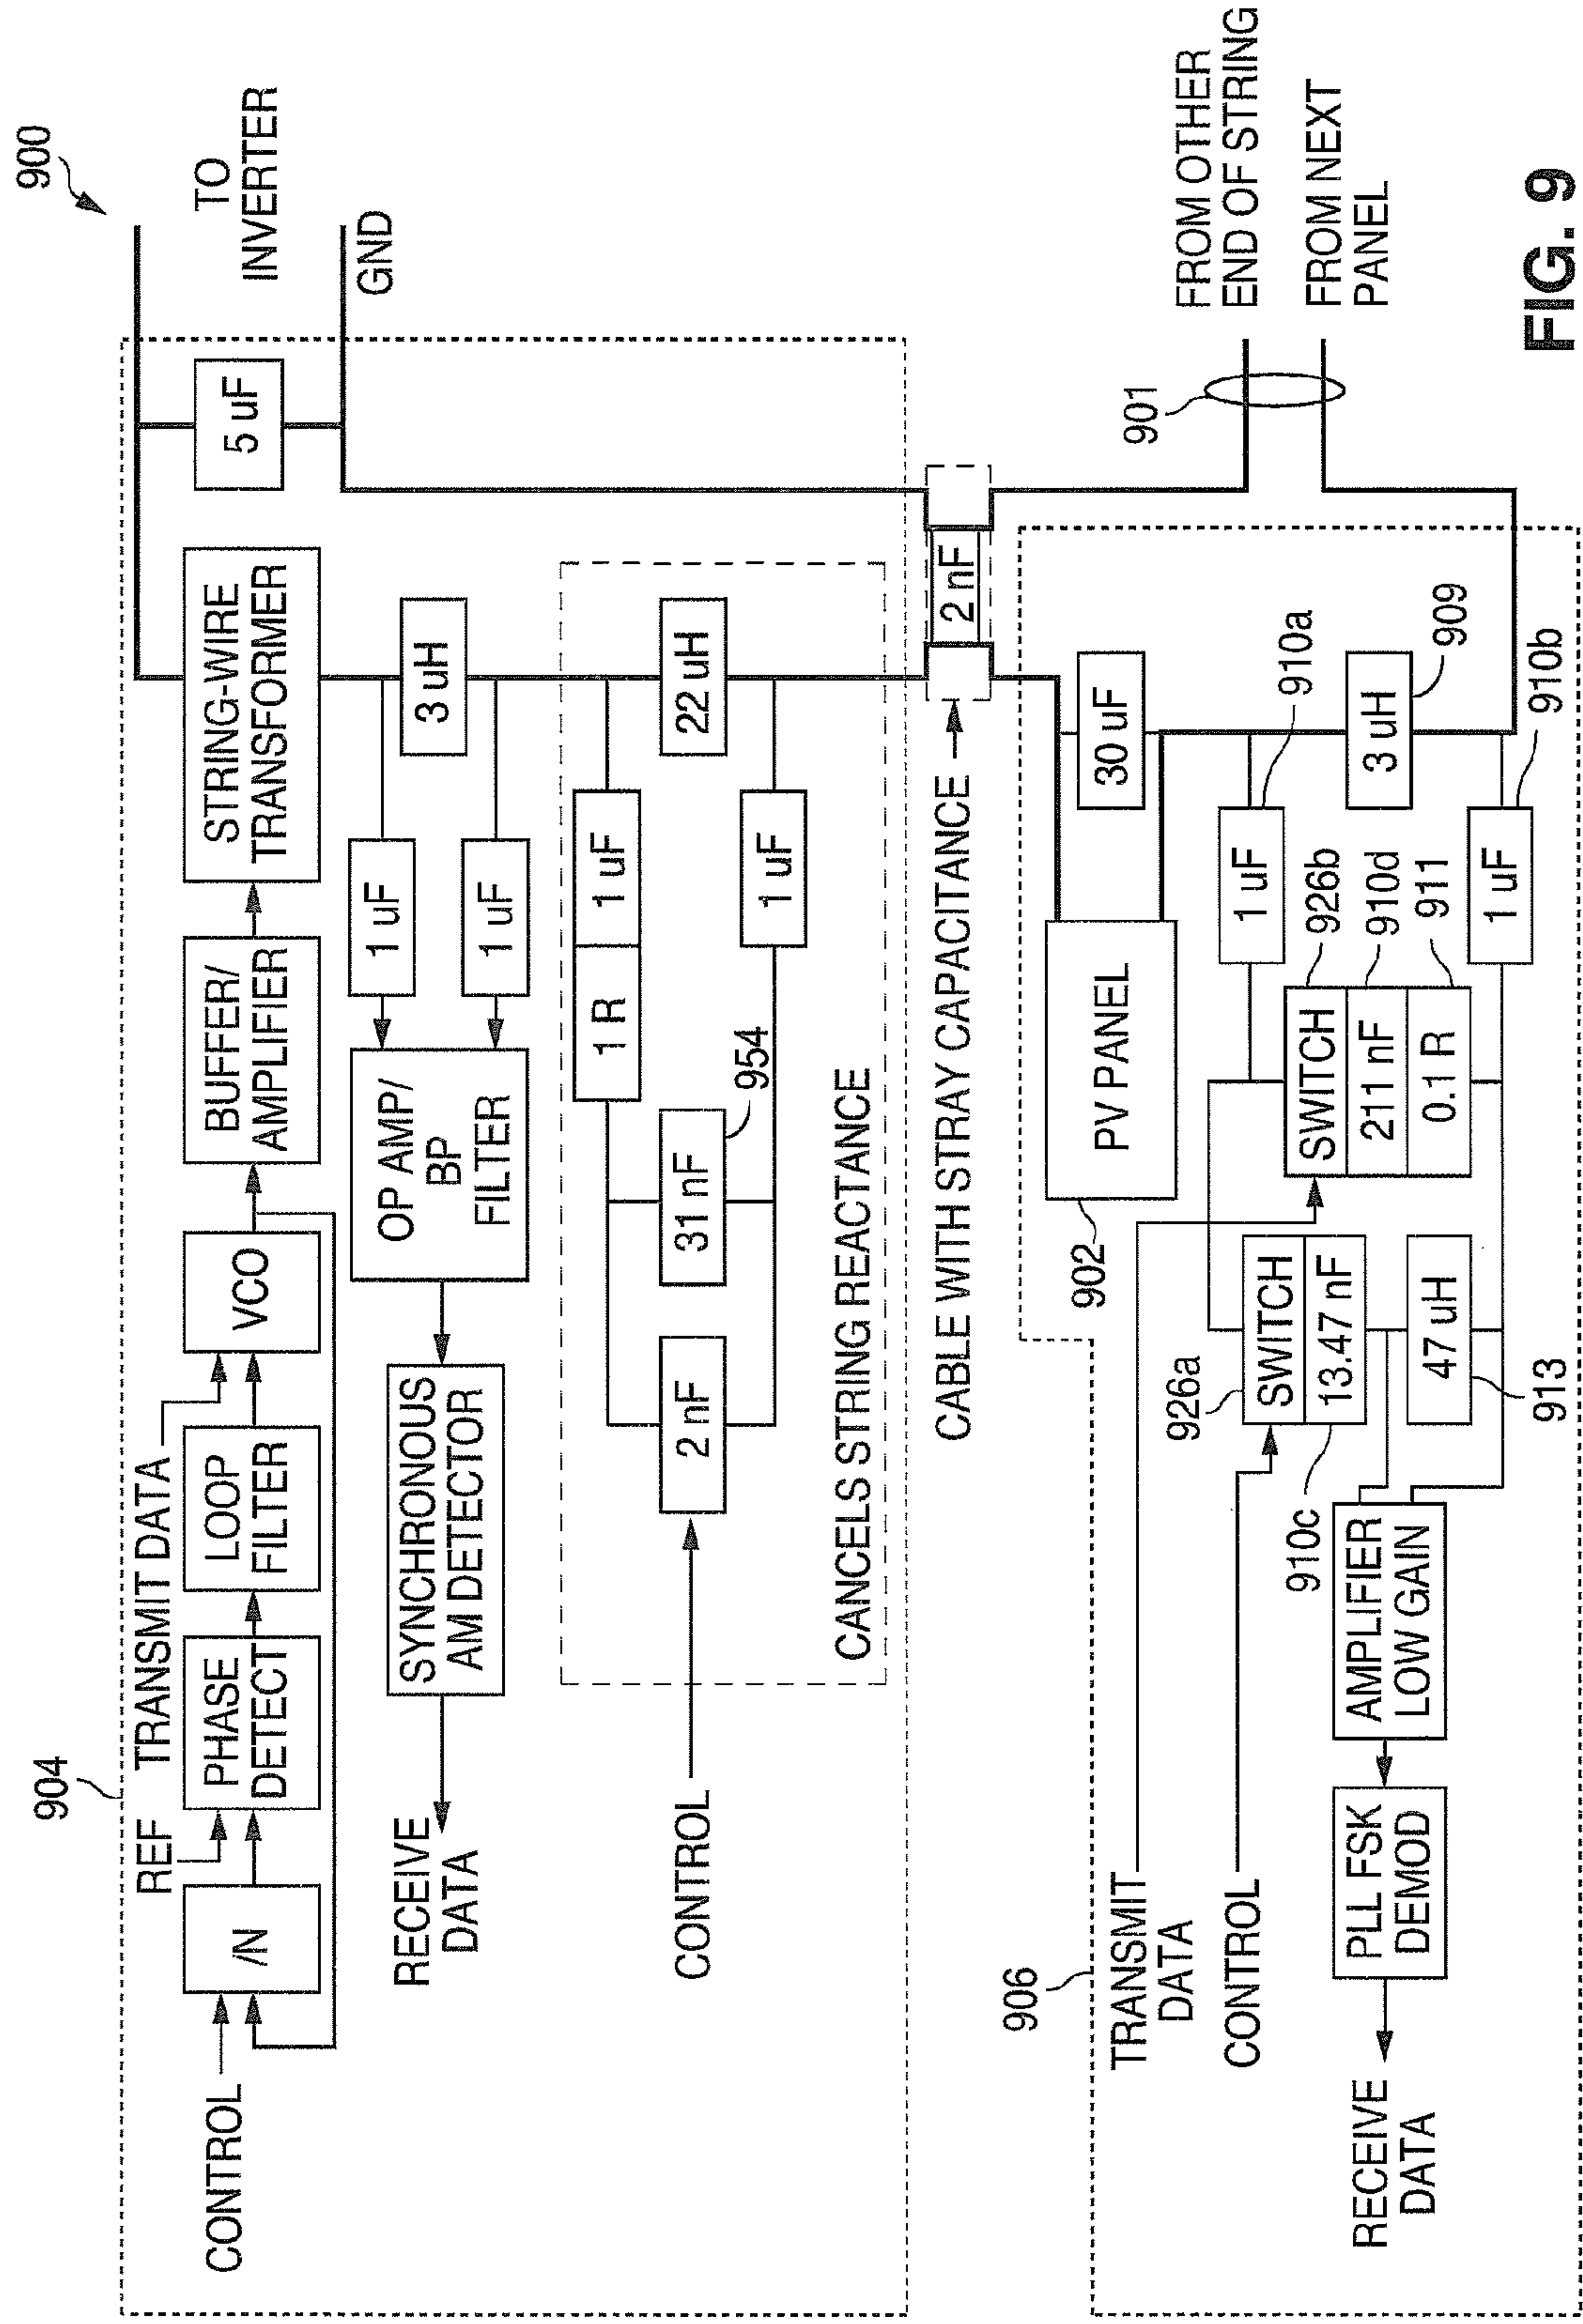 900
TO
INVERTER
GND
904
CONTROL
/N
REF
PHASE
DETECT
TRANSMIT DATA
LOOP
FILTER
VCO
BUFFER/
AMPLIFIER
STRING-WIRE
TRANSFORMER
5 uF
RECEIVE
DATA
SYNCHRONOUS
AM DETECTOR
OP AMP/
BP
FILTER
1 uF
1 uF
3 uH
CONTROL
2 nF
31 nF
954
1 R
1 uF
1 uF
22 uH
CANCELS STRING REACTANCE
CABLE WITH STRAY CAPACITANCE
2 nF
901
FROM OTHER
END OF STRING
FROM NEXT
PANEL
906
TRANSMIT
DATA
CONTROL
RECEIVE
DATA
PLL FSK
DEMOD
AMPLIFIER
LOW GAIN
910c
926a
SWITCH
13.47 nF
47 uH
913
902
PV PANEL
30 uF
1 uF
910a
SWITCH
211 nF
0.1 R
926b
910d
911
1 uF
910b
3 uH
909
FIG. 9